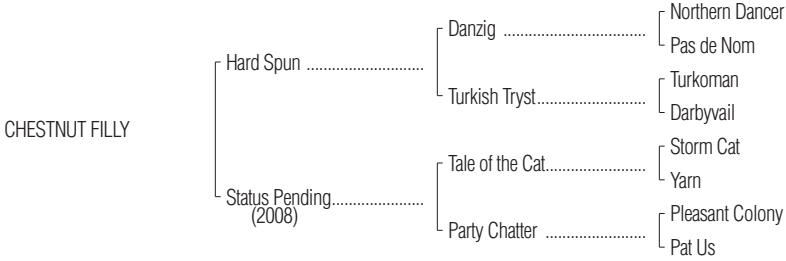 Northern Dancer
Danzig ..................................
Pas de Nom
Hard Spun ............................
Turkoman
Turkish Tryst..........................
Darbyvail
CHESTNUT FILLY
Storm Cat
Tale of the Cat........................
Yarn
Status Pending......................
(2008)
Pleasant Colony
Party Chatter ........................
Pat Us